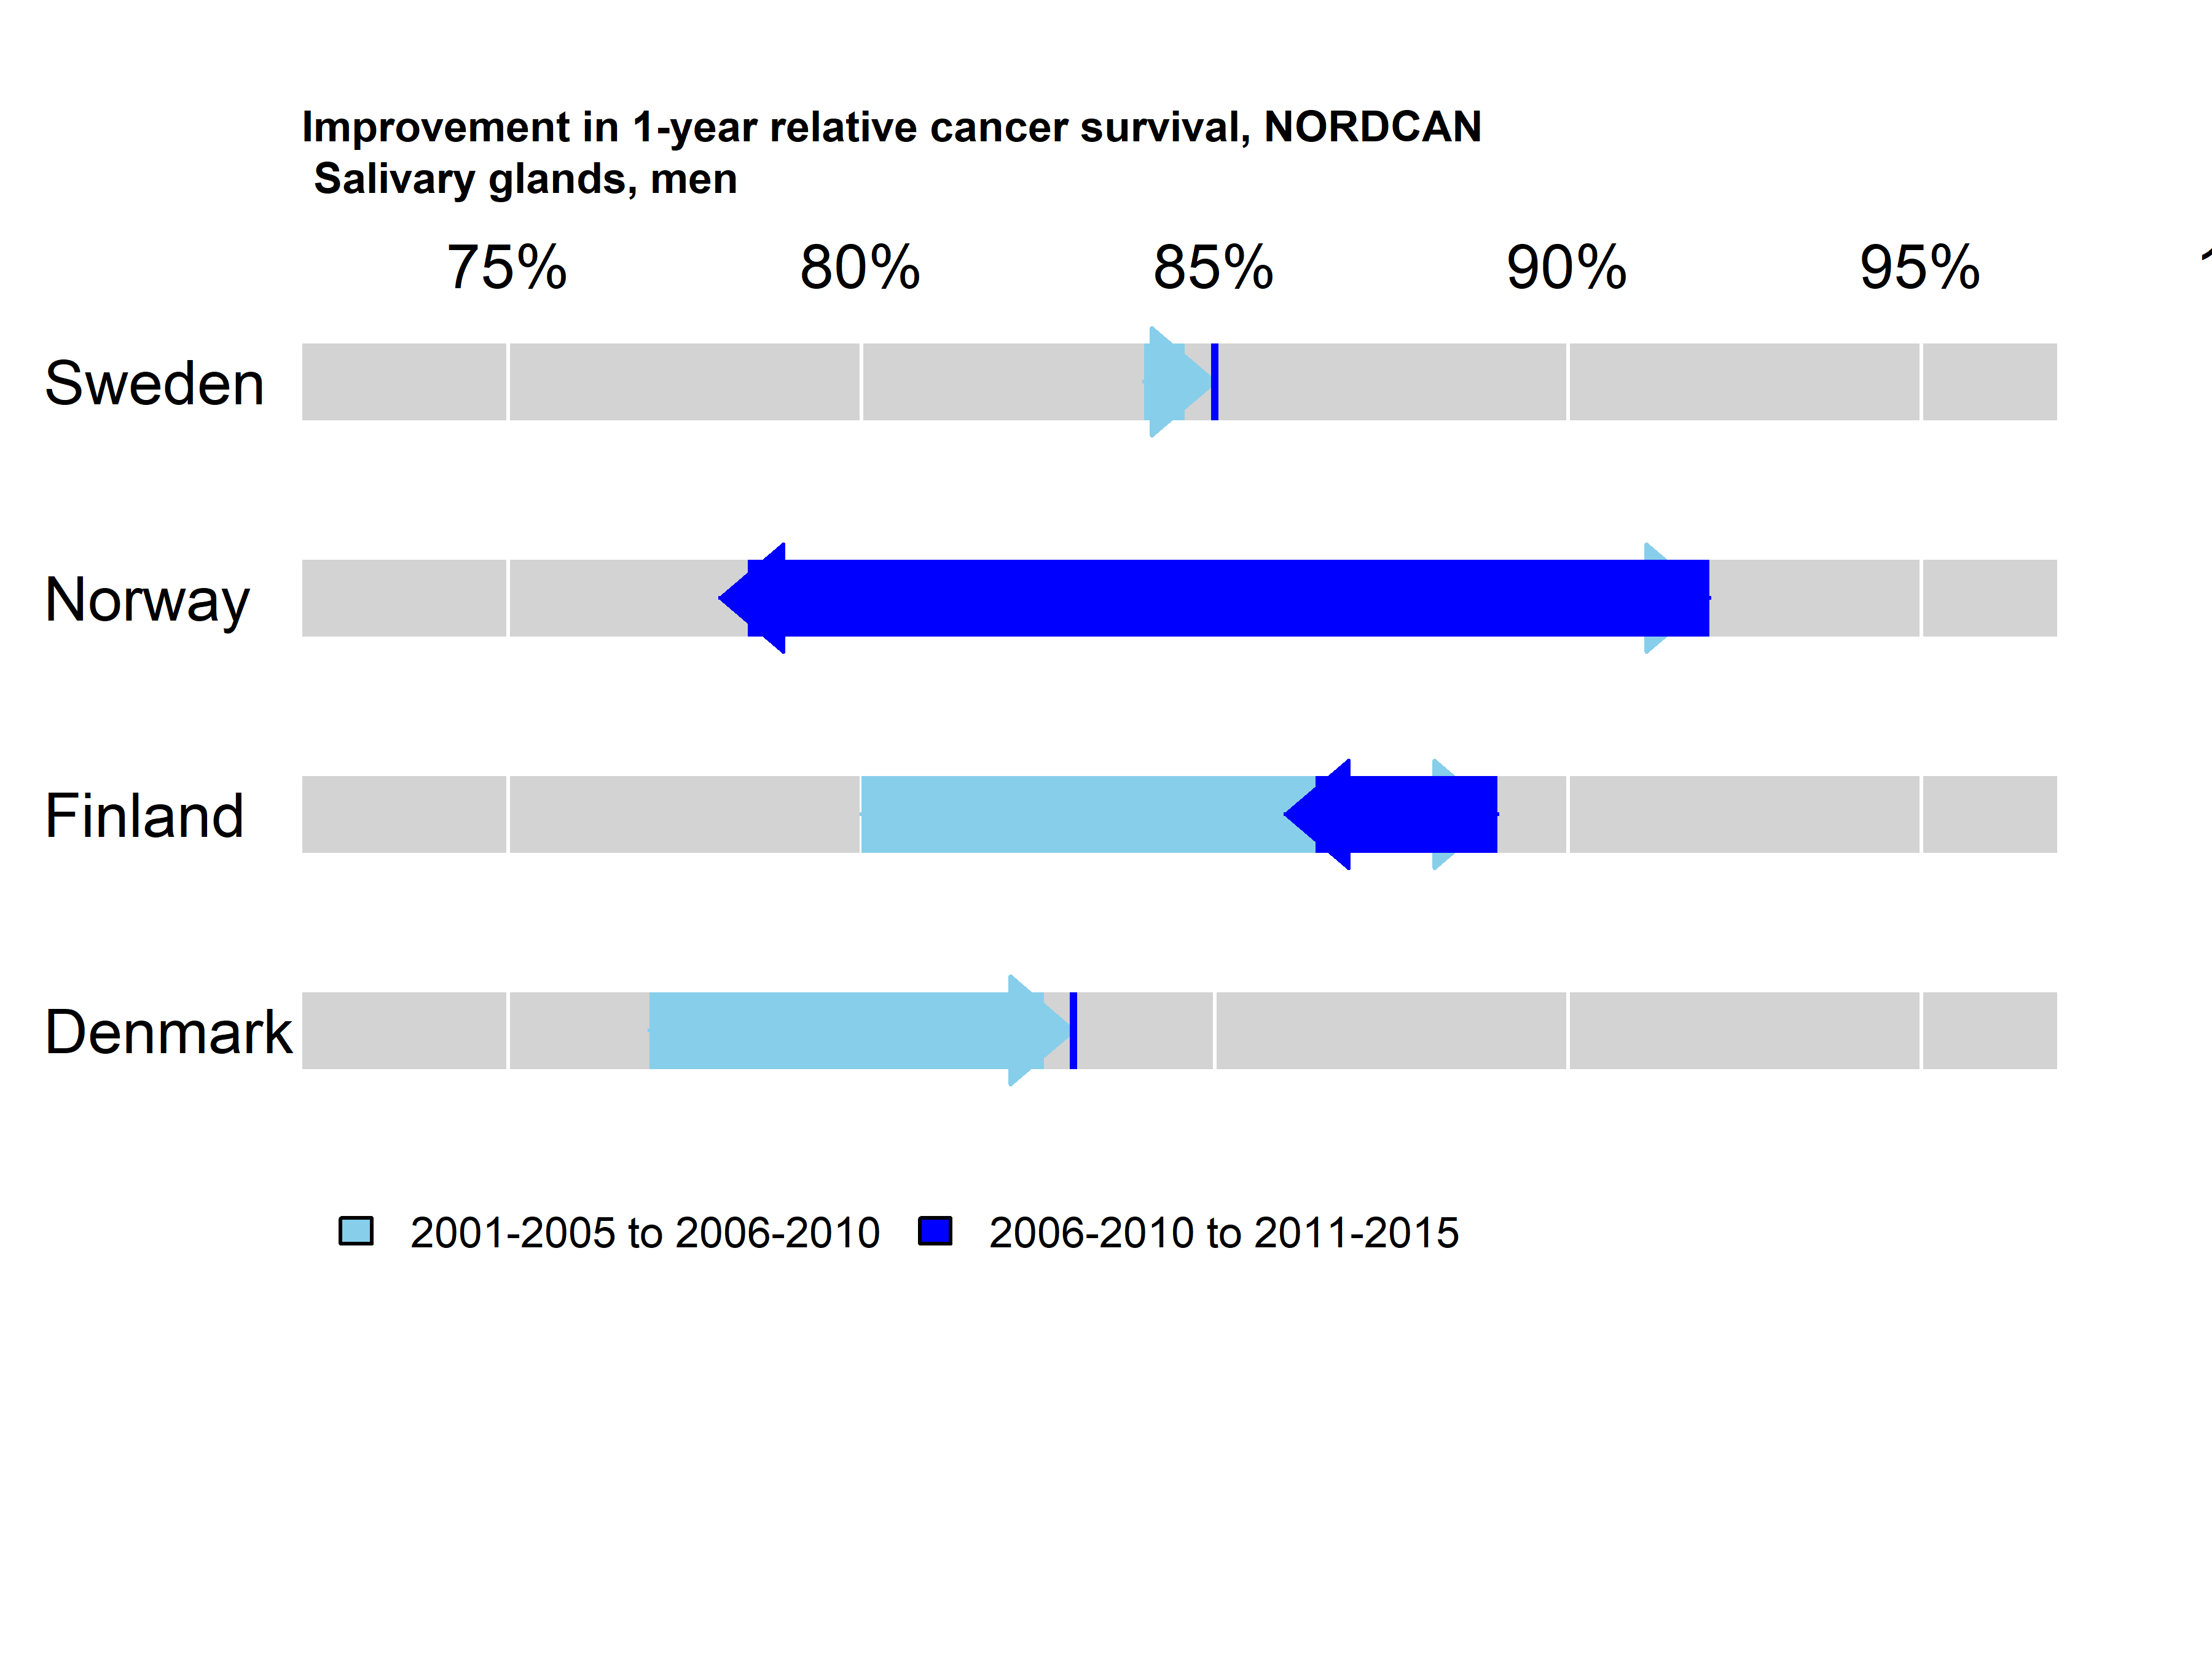 Improvement in 1-year relative cancer survival, NORDCAN
Salivary glands, men
75% 80% 85% 90% 95%
Sweden
Norway
Finland
Denmark
2001-2005 to 2006-2010 2006-2010 to 2011-2015